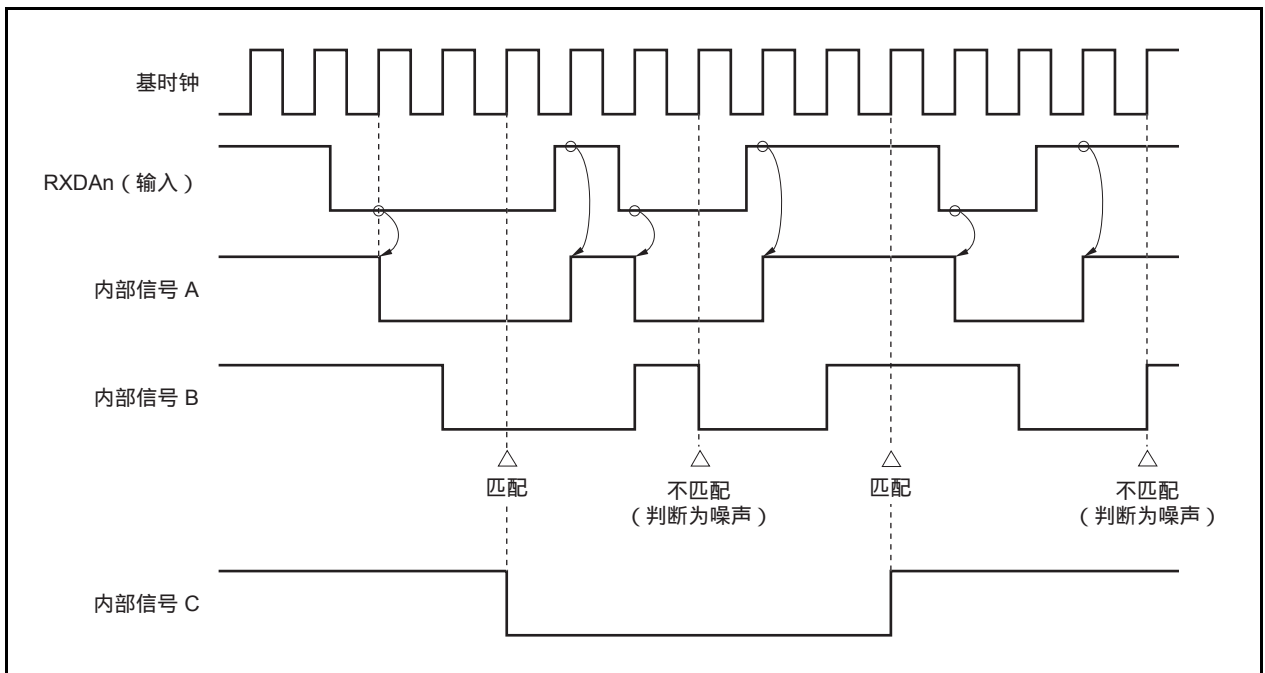 基时钟
RXDAn（输入）
内部信号 A
内部信号 B
匹配
不匹配
（判断为噪声）
匹配
不匹配
（判断为噪声）
内部信号 C